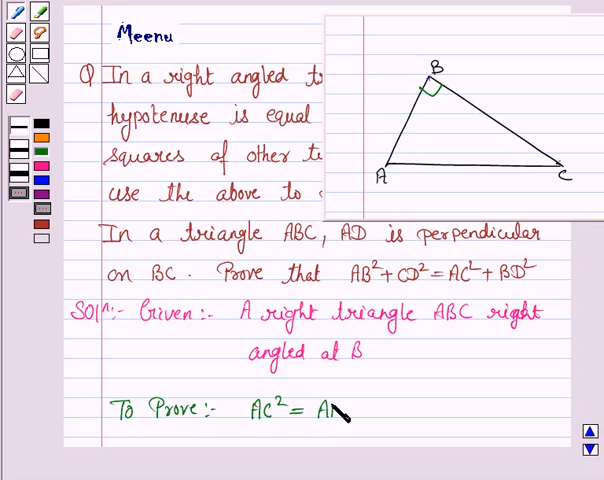 Meenu
Q In a right angled
hypotenuse is equal
squares of other
use the above to
In a triangle ABC, AD is perpendicular
on BC. Prove that AB² + CD² = AC² + BD²
Solⁿ:- Given:- A right triangle ABC right
angled at B
To Prove:- AC² =
B
A
C